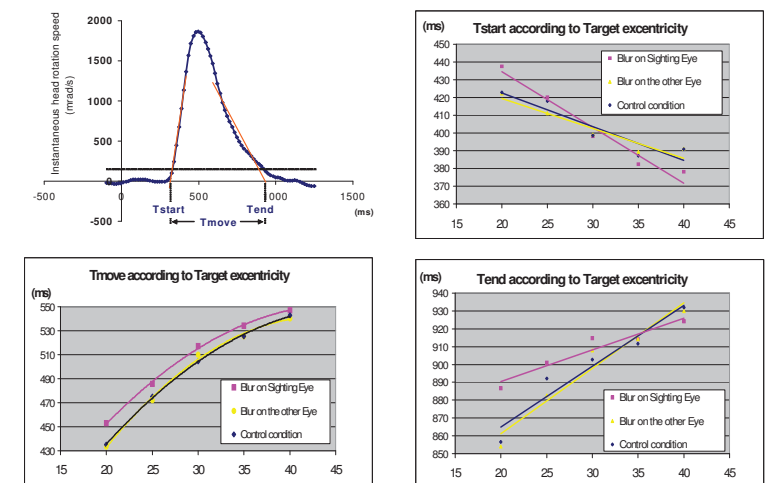 Instantaneous head rotation speed
(mrad/s)
2000
1500
1000
500
0
-500
-500
0
500
1000
1500
(ms)
Tstart
Tend
Tmove
(ms)
Tstart according to Target excentricity
450
440
430
420
410
400
390
380
370
360
15 20 25 30 35 40 45
Blur on Sighting Eye
Blur on the other Eye
Control condition
Tmove according to Target excentricity
(ms)
550
530
510
490
470
450
430
15 20 25 30 35 40 45
Blur on Sighting Eye
Blur on the other Eye
Control condition
(ms)
Tend according to Target excentricity
940
930
920
910
900
890
880
870
860
850
15 20 25 30 35 40 45
Blur on Sighting Eye
Blur on the other Eye
Control condition